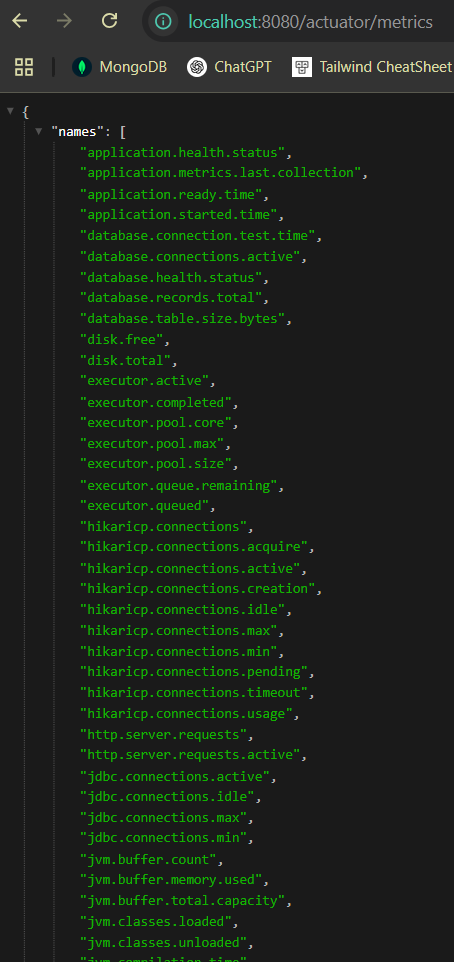 localhost:8080/actuator/metrics
MongoDB ChatGPT Tailwind CheatSheet
{
"names": [
"application.health.status",
"application.metrics.last.collection",
"application.ready.time",
"application.started.time",
"database.connection.test.time",
"database.connections.active",
"database.health.status",
"database.records.total",
"database.table.size.bytes",
"disk.free",
"disk.total",
"executor.active",
"executor.completed",
"executor.pool.core",
"executor.pool.max",
"executor.pool.size",
"executor.queue.remaining",
"executor.queued",
"hikaricp.connections",
"hikaricp.connections.acquire",
"hikaricp.connections.active",
"hikaricp.connections.creation",
"hikaricp.connections.idle",
"hikaricp.connections.max",
"hikaricp.connections.min",
"hikaricp.connections.pending",
"hikaricp.connections.timeout",
"hikaricp.connections.usage",
"http.server.requests",
"http.server.requests.active",
"jdbc.connections.active",
"jdbc.connections.idle",
"jdbc.connections.max",
"jdbc.connections.min",
"jvm.buffer.count",
"jvm.buffer.memory.used",
"jvm.buffer.total.capacity",
"jvm.classes.loaded",
"jvm.classes.unloaded",
"jvm.compilation.time"